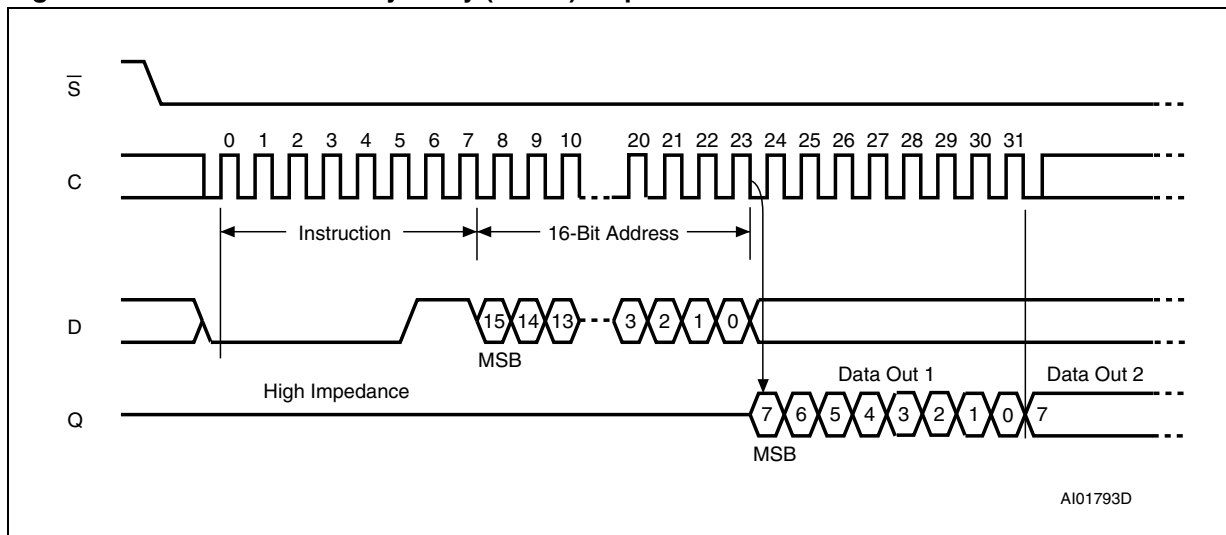 S
0 1 2 3 4 5 6 7 8 9 10 20 21 22 23 24 25 26 27 28 29 30 31
C
Instruction 16-Bit Address
D 15 14 13 3 2 1 0
MSB
High Impedance Data Out 1 Data Out 2
Q 7 6 5 4 3 2 1 0 7
MSB
AI01793D